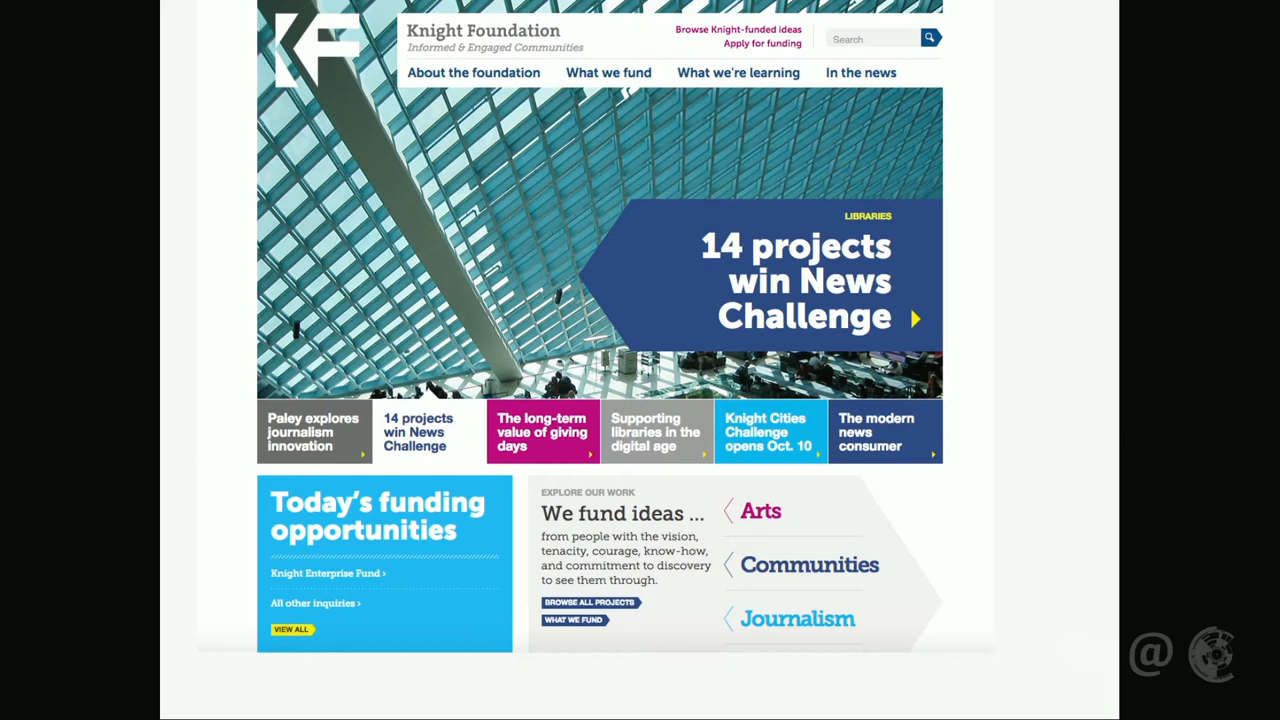 KF
Knight Foundation
Informed & Engaged Communities
Browse Knight-funded ideas
Apply for funding
Search
About the foundation
What we fund
What we're learning
In the news
LIBRARIES
14 projects
win News
Challenge
Paley explores
journalism
innovation
14 projects
win News
Challenge
The long-term
value of giving
days
Supporting
libraries in the
digital age
Knight Cities
Challenge
opens Oct. 10
The modern
news
consumer
Today's funding
opportunities
Knight Enterprise Fund ›
All other inquiries ›
VIEW ALL
EXPLORE OUR WORK
We fund ideas ...
from people with the vision,
tenacity, courage, know-how,
and commitment to discovery
to see them through.
BROWSE ALL PROJECTS
WHAT WE FUND
Arts
Communities
Journalism
@